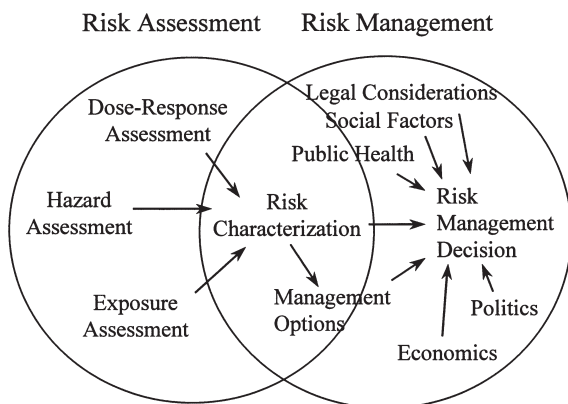 Risk Assessment
Risk Management
Dose-Response
Assessment
Hazard
Assessment
Exposure
Assessment
Risk
Characterization
Management
Options
Legal Considerations
Social Factors
Public Health
Risk
Management
Decision
Politics
Economics